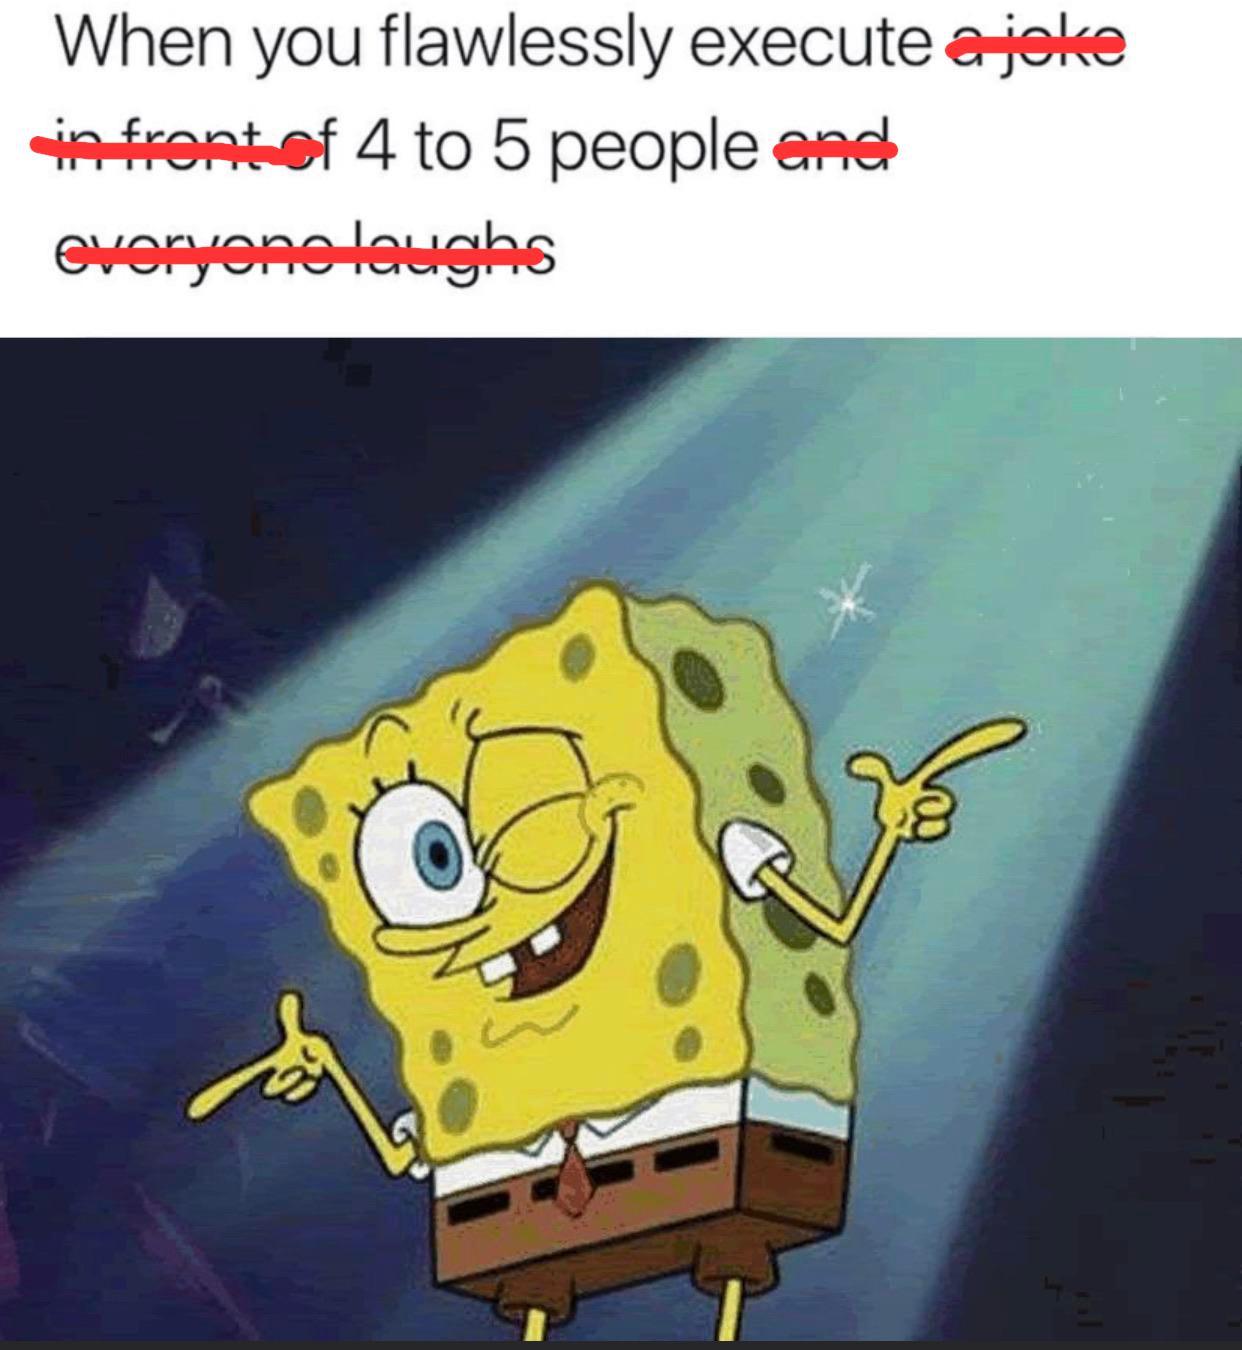 When you flawlessly execute a joke
in front of 4 to 5 people and
everyone laughs